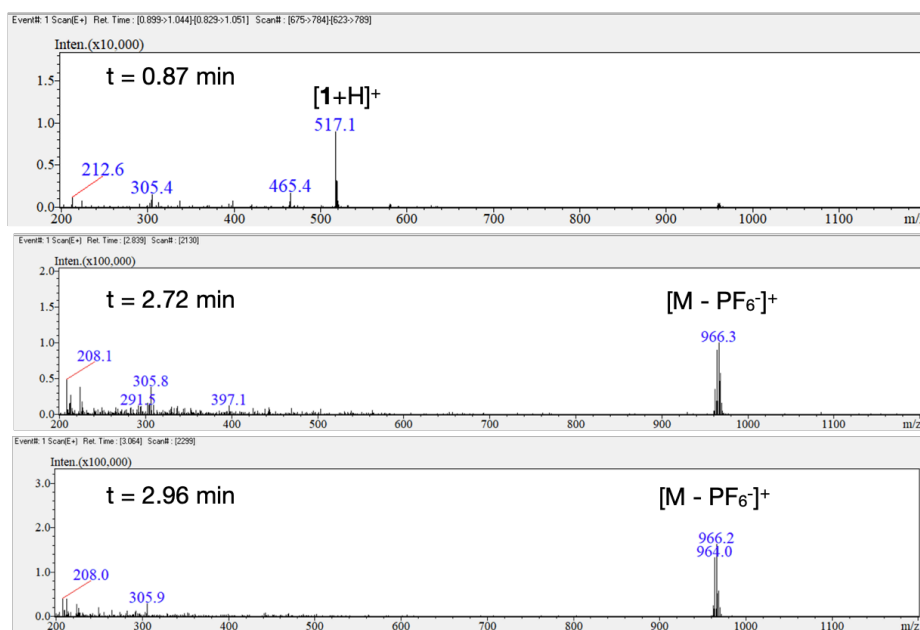 Event#: 1 Scan(E+) Ret. Time : [0.899->1.044]-[0.829->1.051] Scan# : [675->784]-[623->789]
Inten.(x10,000)
t = 0.87 min
[1+H]+
517.1
1.5
1.0
0.5
0.0
212.6
305.4
465.4
200 300 400 500 600 700 800 900 1000 1100 m/z
Event#: 1 Scan(E+) Ret. Time : [2.839] Scan# : [2130]
Inten.(x100,000)
t = 2.72 min
[M - PF6-]+
966.3
2.0
1.5
1.0
0.5
0.0
208.1
291.5
305.8
397.1
200 300 400 500 600 700 800 900 1000 1100 m/z
Event#: 1 Scan(E+) Ret. Time : [3.064] Scan# : [2299]
Inten.(x100,000)
t = 2.96 min
[M - PF6-]+
966.2
964.0
3.0
2.0
1.0
0.0
208.0
305.9
200 300 400 500 600 700 800 900 1000 1100 m/z